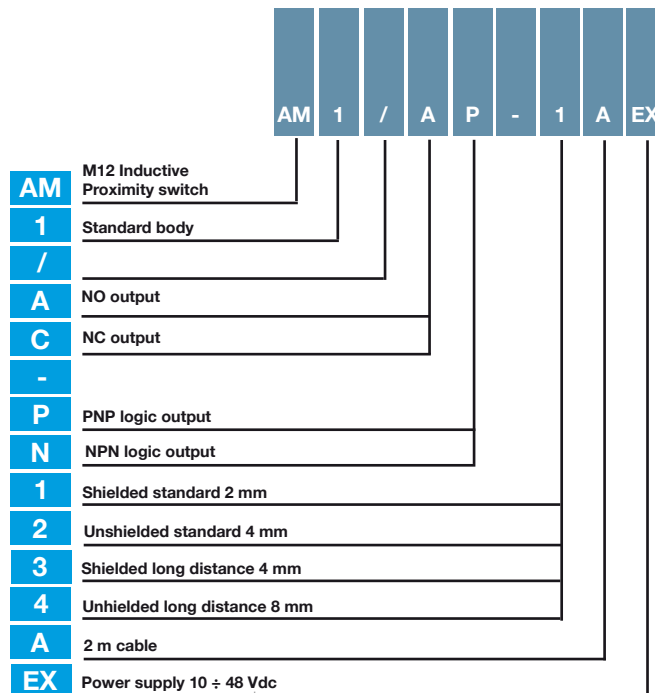 AM 1 / A P - 1 A EX
AM M12 Inductive
Proximity switch
1 Standard body
/
A NO output
C NC output
-
P PNP logic output
N NPN logic output
1 Shielded standard 2 mm
2 Unshielded standard 4 mm
3 Shielded long distance 4 mm
4 Unhielded long distance 8 mm
A 2 m cable
EX Power supply 10 ÷ 48 Vdc